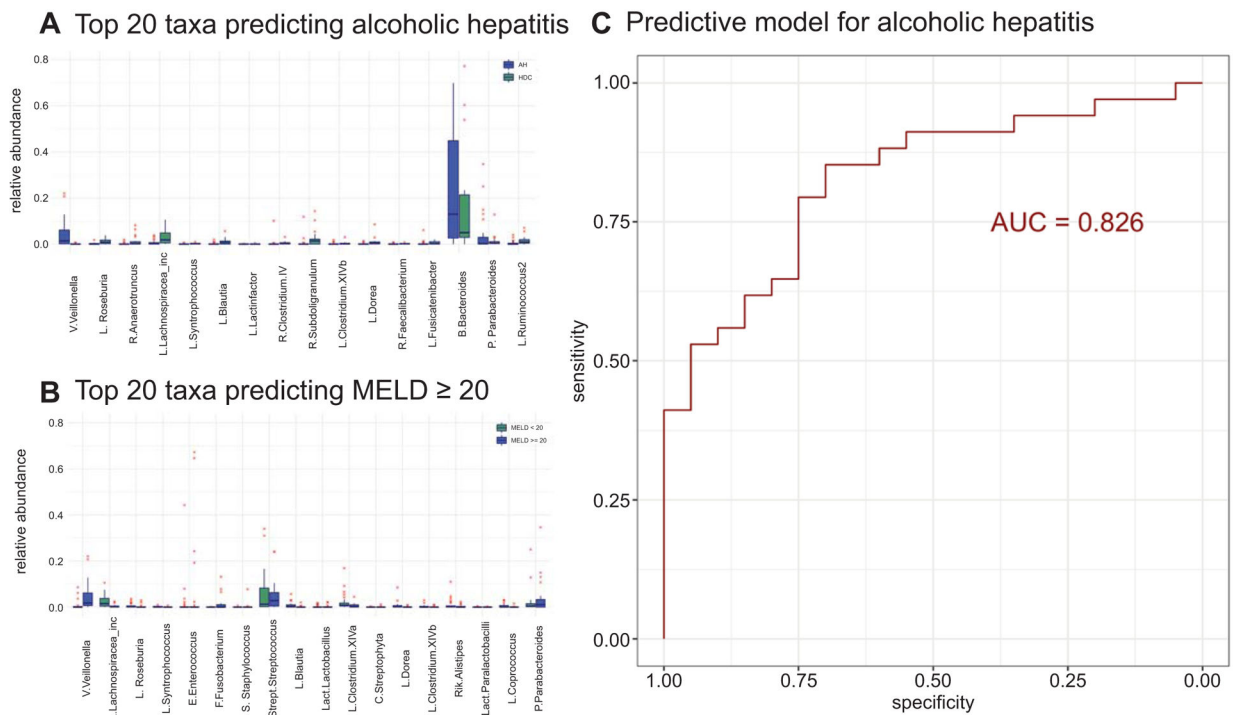 A Top 20 taxa predicting alcoholic hepatitis
0.8
0.6
0.4
0.2
0.0
relative abundance
AH
HDC
V.Veillonella
L. Roseburia
R.Anaerotruncus
L.Lachnospiracea_inc
L.Syntrophococcus
L.Blautia
L.Lactinfactor
R.Clostridium.IV
R.Subdoligranulum
L.Clostridium.XIVb
L.Dorea
R.Faecalibacterium
L.Fusicatenibacter
B.Bacteroides
P. Parabacteroides
L.Ruminococcus2
B Top 20 taxa predicting MELD ≥ 20
0.8
0.6
0.4
0.2
0.0
relative abundance
MELD < 20
MELD >= 20
V.Veillonella
.Lachnospiracea_inc
L. Roseburia
L.Syntrophococcus
E.Enterococcus
F.Fusobacterium
S. Staphylococcus
Strept.Streptococcus
L.Blautia
Lact.Lactobacillus
L.Clostridium.XIVa
C.Streptophyta
L.Dorea
L.Clostridium.XIVb
Rik.Alistipes
Lact.Paralactobacilli
L.Coprococcus
P.Parabacteroides
C Predictive model for alcoholic hepatitis
1.00
0.75
0.50
0.25
0.00
sensitivity
AUC = 0.826
1.00
0.75
0.50
0.25
0.00
specificity